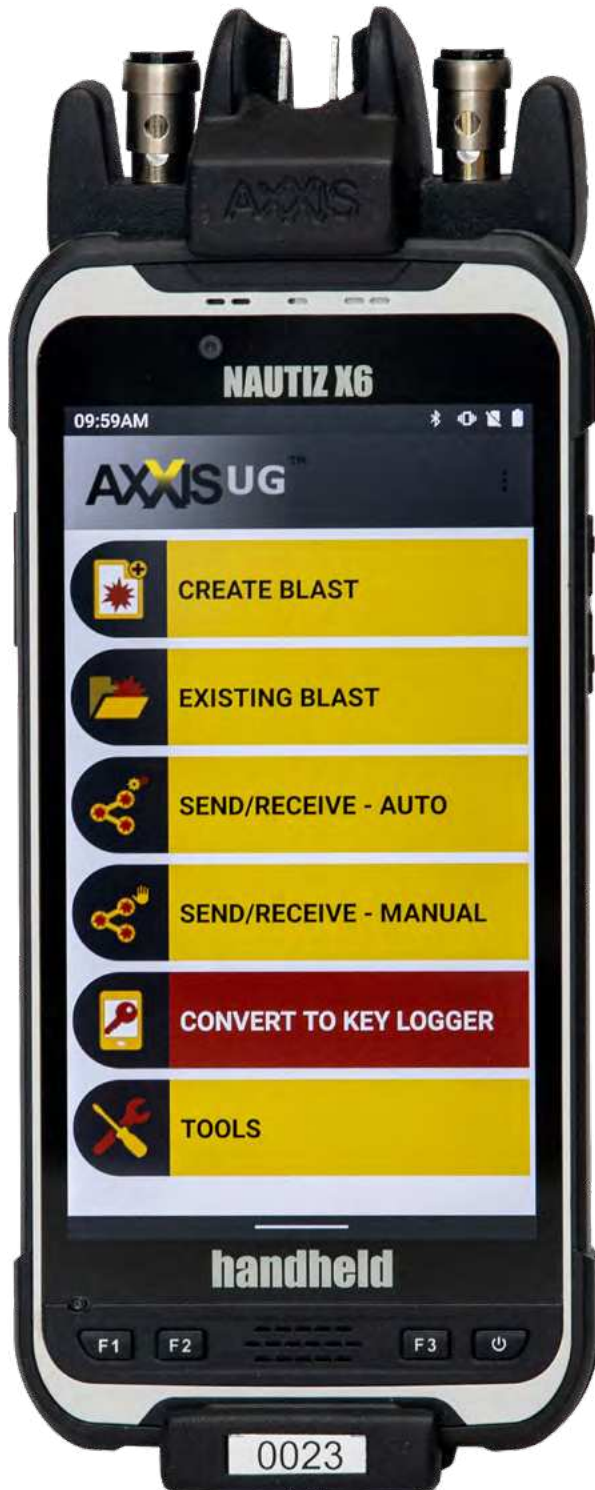 AXXIS
NAUTIZ X6
09:59AM
AXXIS UG™
CREATE BLAST
EXISTING BLAST
SEND/RECEIVE - AUTO
SEND/RECEIVE - MANUAL
CONVERT TO KEY LOGGER
TOOLS
handheld
F1 F2 F3
0023